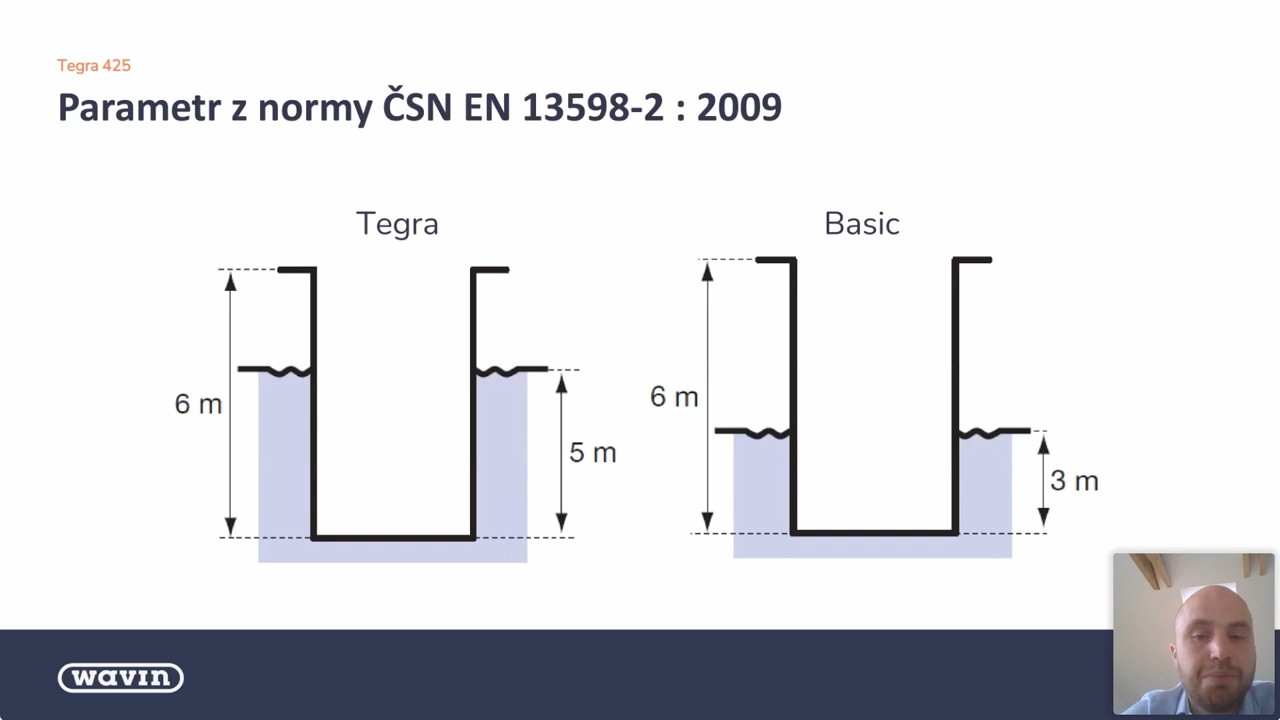 Tegra 425
Parametr z normy ČSN EN 13598-2 : 2009
Tegra
Basic
6 m
5 m
6 m
3 m
wavin